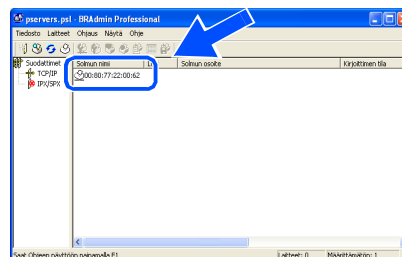 pservers.psl - BRAdmin Professional
Tiedosto Laitteet Ohjaus Näytä Ohje
Suodattimet
TCP/IP
IPX/SPX
Solmun nimi
Solmun osoite
Kirjoittimen tila
00:80:77:22:00:62
Saat Ohjeen näyttöön painamalla F1
Laitteet: 0
Määrittämätön: 1